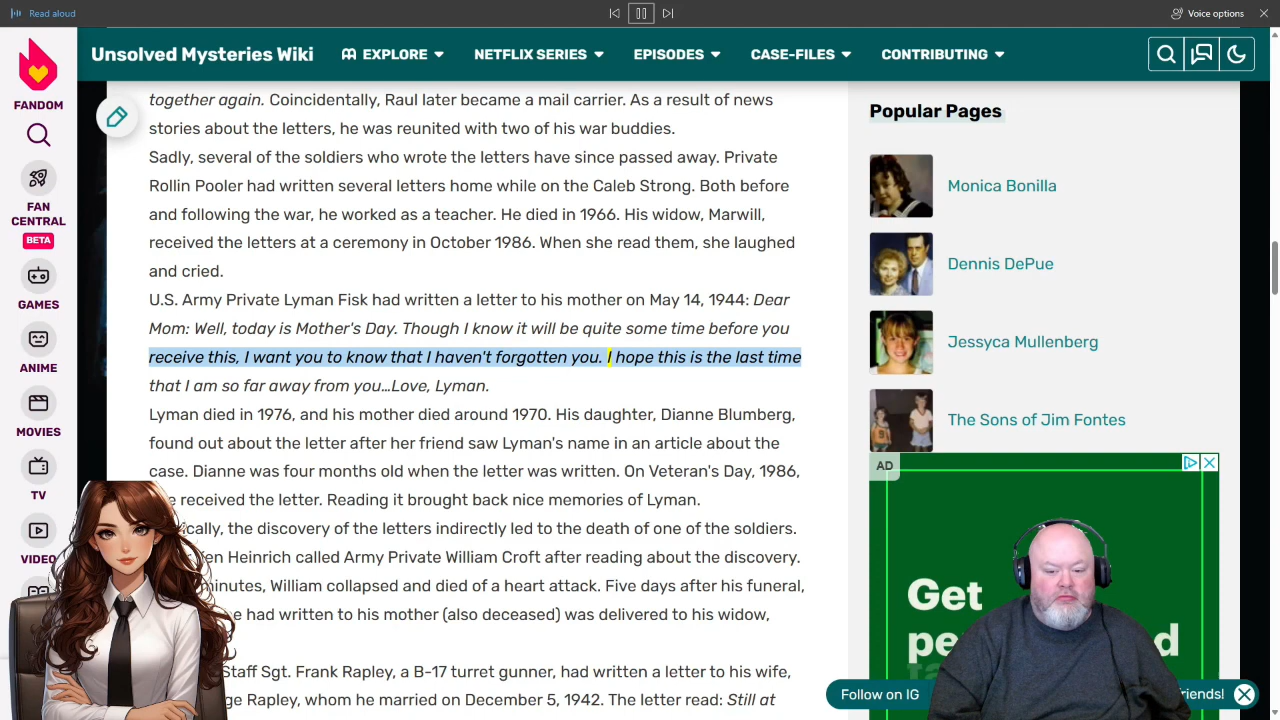 Read aloud
Voice options
Unsolved Mysteries Wiki
EXPLORE
NETFLIX SERIES
EPISODES
CASE-FILES
CONTRIBUTING
FANDOM
FAN
CENTRAL
BETA
GAMES
ANIME
MOVIES
TV
VIDEO
together again. Coincidentally, Raul later became a mail carrier. As a result of news
stories about the letters, he was reunited with two of his war buddies.
Sadly, several of the soldiers who wrote the letters have since passed away. Private
Rollin Pooler had written several letters home while on the Caleb Strong. Both before
and following the war, he worked as a teacher. He died in 1966. His widow, Marwill,
received the letters at a ceremony in October 1986. When she read them, she laughed
and cried.
U.S. Army Private Lyman Fisk had written a letter to his mother on May 14, 1944: Dear
Mom: Well, today is Mother's Day. Though I know it will be quite some time before you
receive this, I want you to know that I haven't forgotten you. I hope this is the last time
that I am so far away from you…Love, Lyman.
Lyman died in 1976, and his mother died around 1970. His daughter, Dianne Blumberg,
found out about the letter after her friend saw Lyman's name in an article about the
case. Dianne was four months old when the letter was written. On Veteran's Day, 1986,
received the letter. Reading it brought back nice memories of Lyman.
the discovery of the letters indirectly led to the death of one of the soldiers.
Heinrich called Army Private William Croft after reading about the discovery.
minutes, William collapsed and died of a heart attack. Five days after his funeral,
had written to his mother (also deceased) was delivered to his widow,
Staff Sgt. Frank Rapley, a B-17 turret gunner, had written a letter to his wife,
Rapley, whom he married on December 5, 1942. The letter read: Still at
Popular Pages
Monica Bonilla
Dennis DePue
Jessyca Mullenberg
The Sons of Jim Fontes
AD
Get
Follow on IG